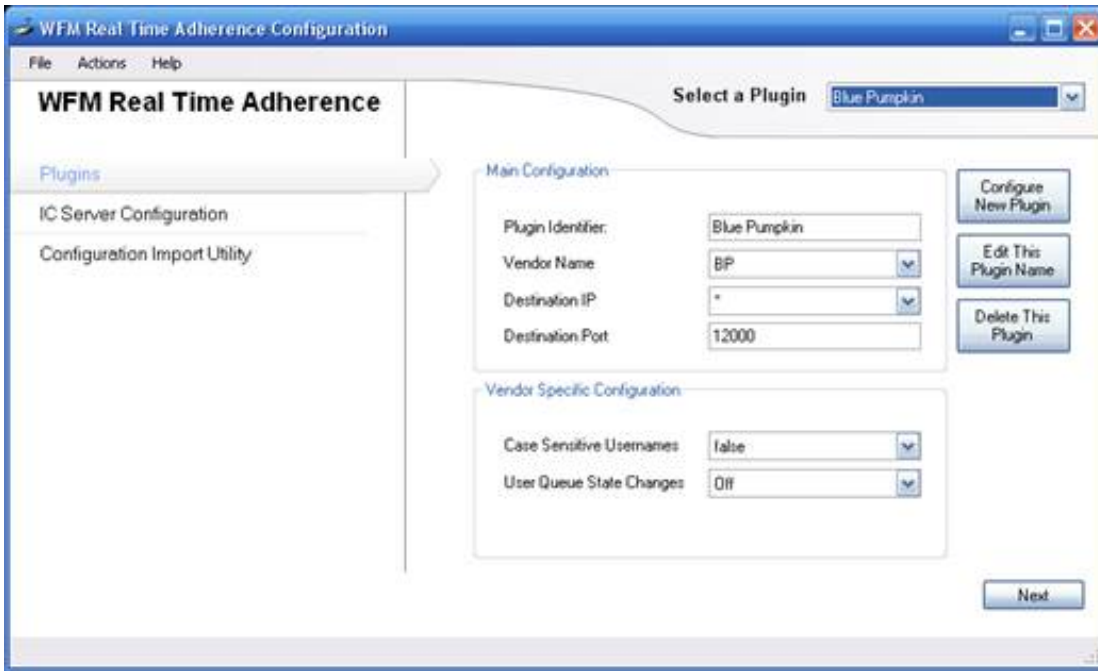 WFM Real Time Adherence Configuration
File Actions Help
WFM Real Time Adherence
Select a Plugin Blue Pumpkin
Plugins
IC Server Configuration
Configuration Import Utility
Main Configuration
Plugin Identifier: Blue Pumpkin
Vendor Name BP
Destination IP *
Destination Port 12000
Configure New Plugin
Edit This Plugin Name
Delete This Plugin
Vendor Specific Configuration
Case Sensitive Usernames false
User Queue State Changes Off
Next